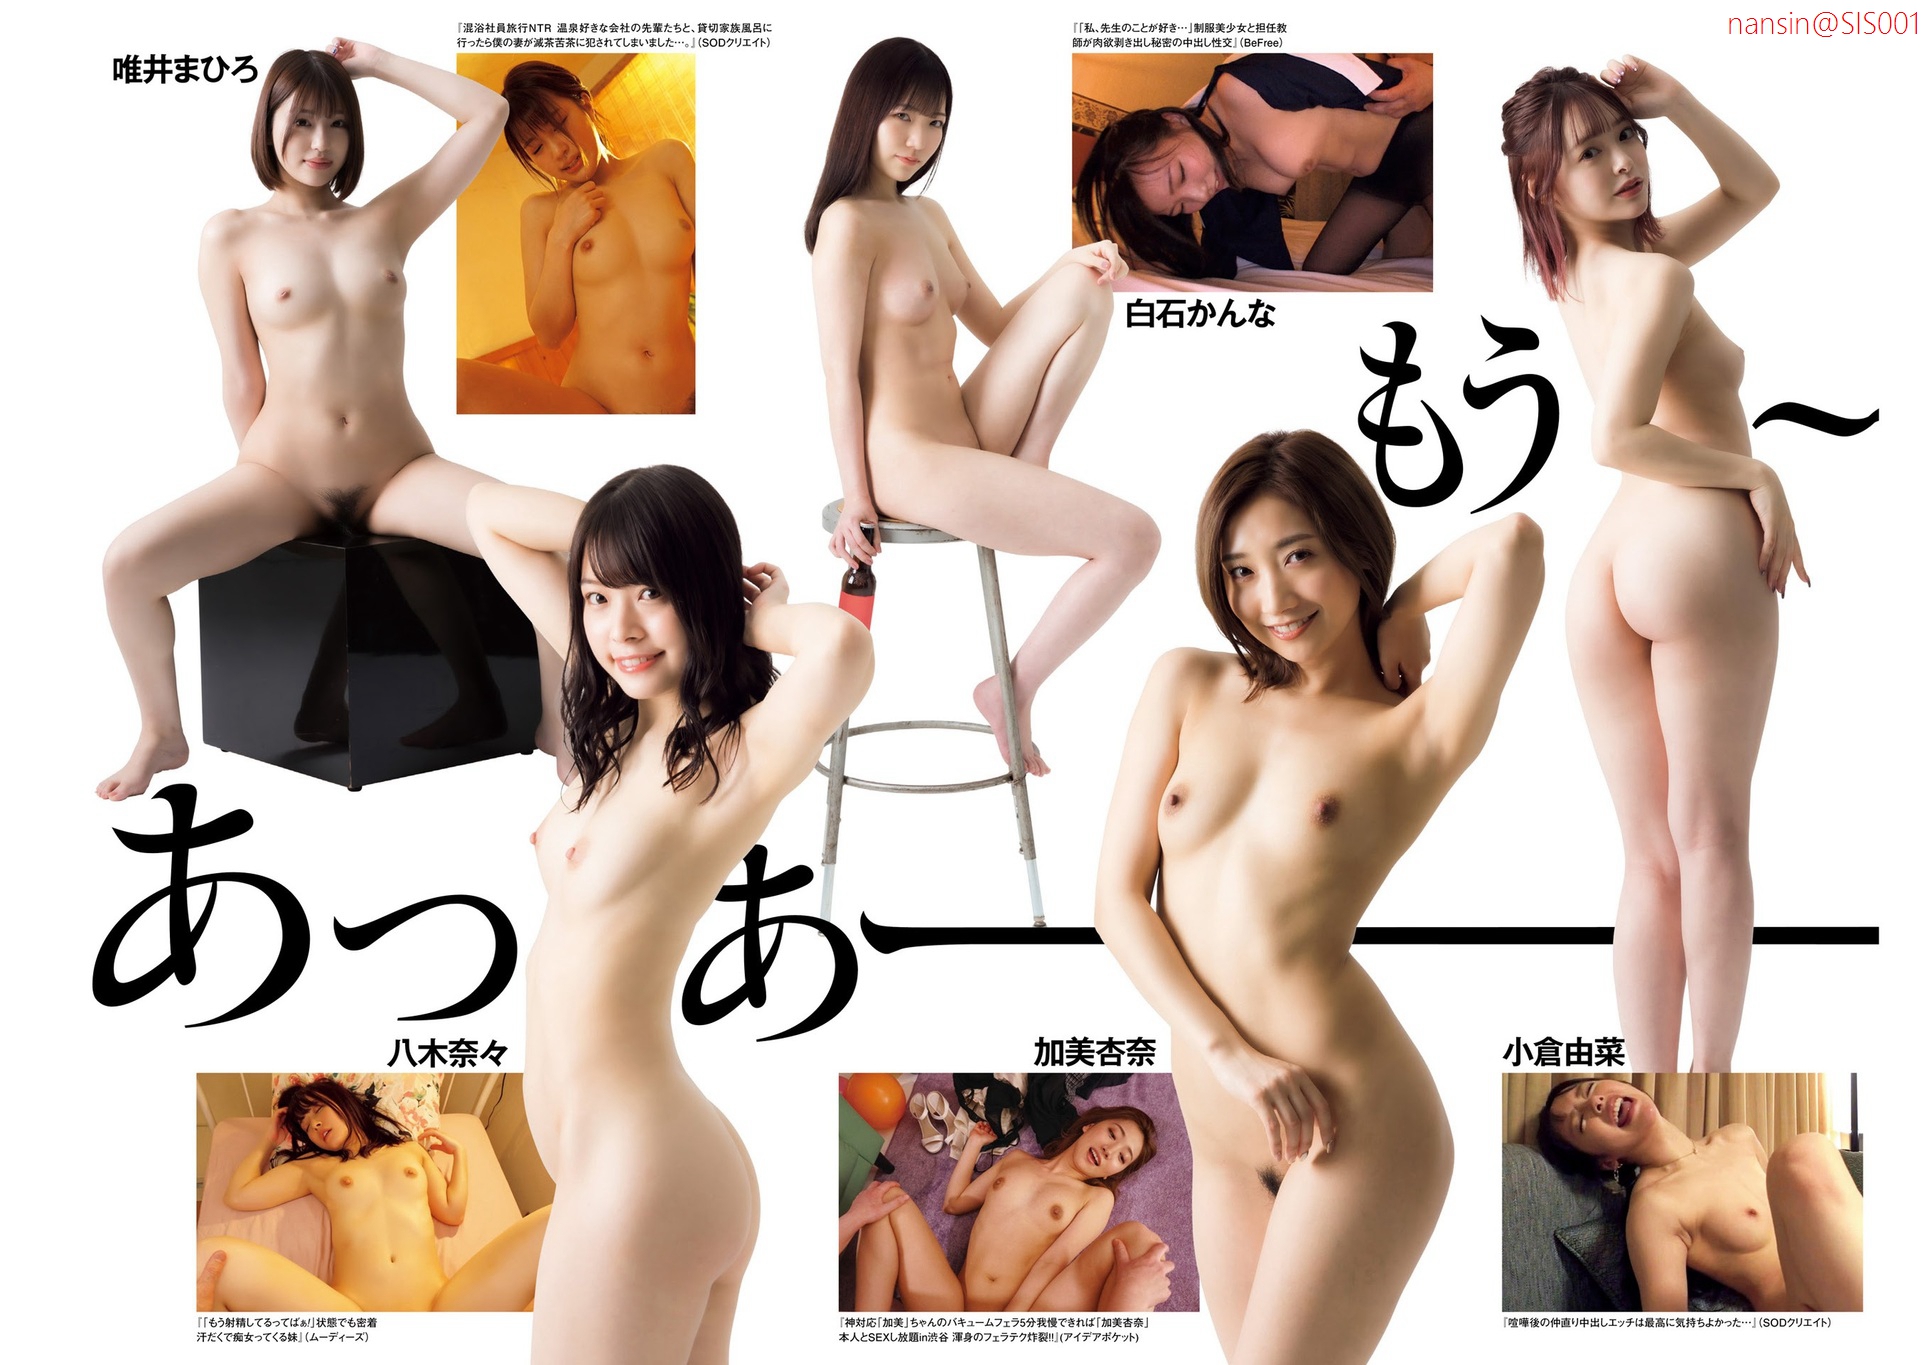 nansin@SIS001
『混浴社員旅行NTR 温泉好きな会社の先輩たちと、貸切家族風呂に
行ったら僕の妻が滅茶苦茶に犯されてしまいました…。』(SODクリエイト)
唯井まひろ
『「私、先生のことが好き…」制服美少女と担任教
師が肉欲剥き出し秘密の中出し性交』(BeFree)
白石かんな
もう〜
あっあー
八木奈々
『「もう射精してるってばぁ!」状態でも密着
汗だくで痴女ってくる妹』(ムーディーズ)
加美杏奈
『神対応「加美」ちゃんのバキュームフェラ5分我慢できれば「加美杏奈」
本人とSEXし放題in渋谷 渾身のフェラテク炸裂!!』(アイデアポケット)
小倉由菜
『喧嘩後の仲直り中出しエッチは最高に気持ちよかった…』(SODクリエイト)